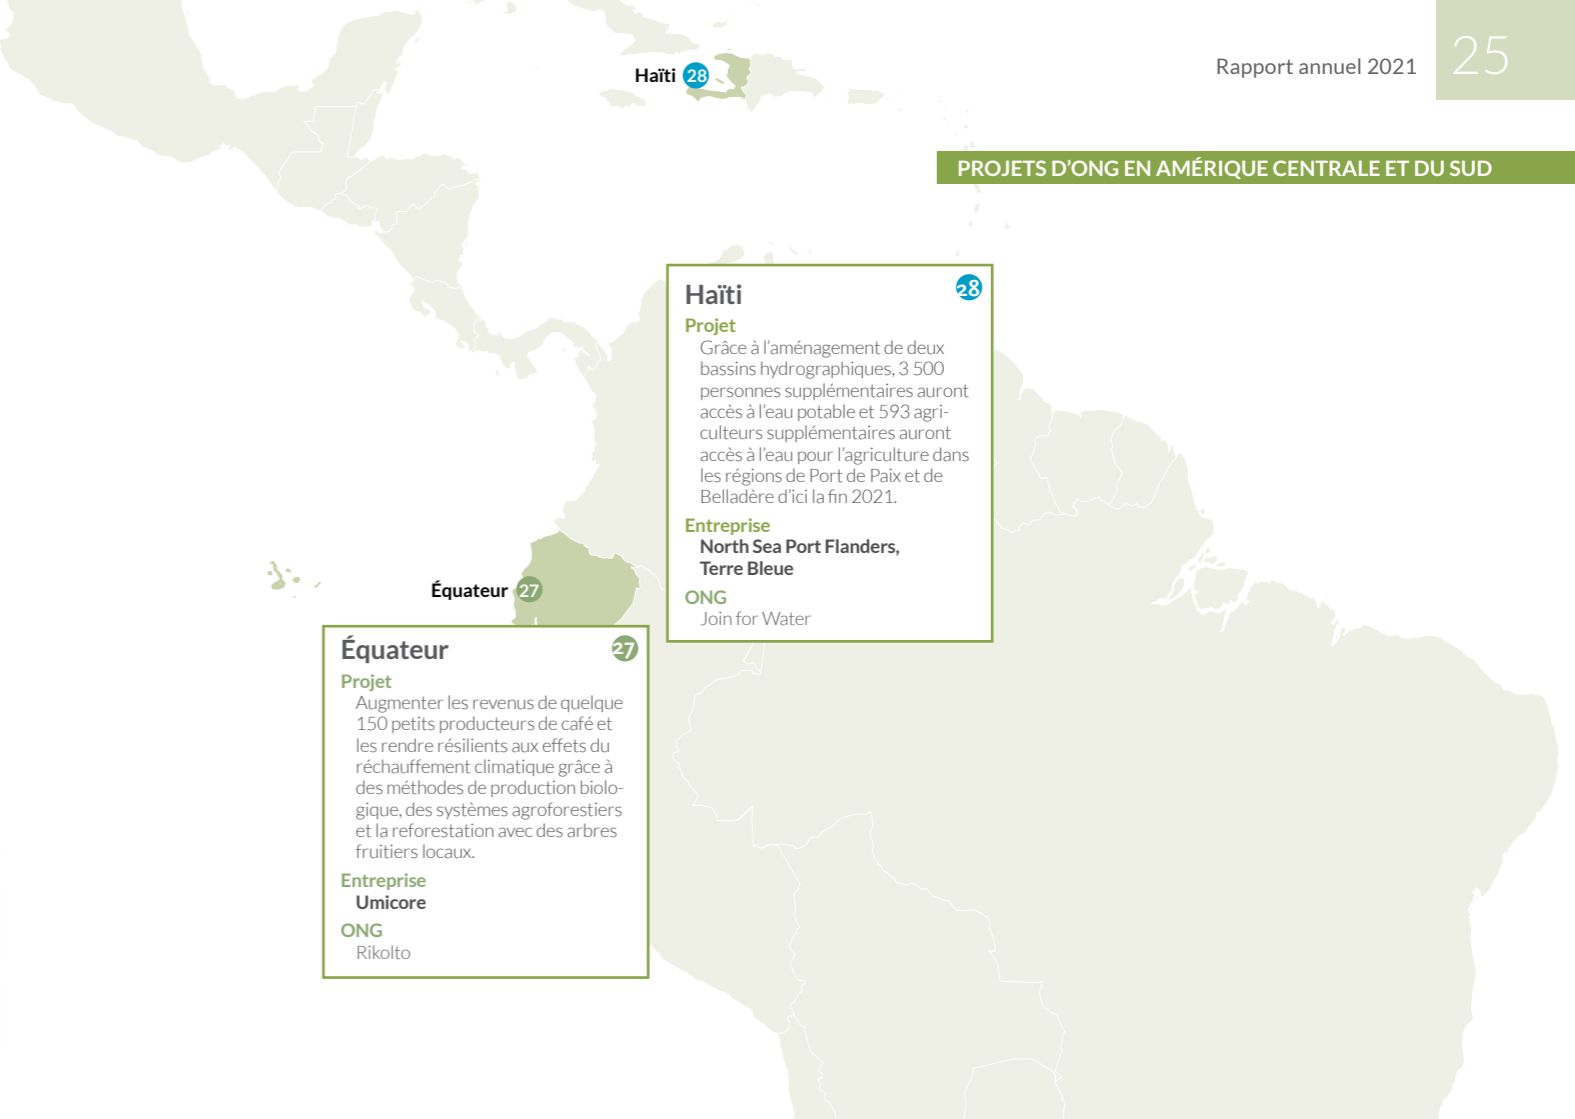 Rapport annuel 2021
25
PROJETS D’ONG EN AMÉRIQUE CENTRALE ET DU SUD
Haïti 28
Haïti
28
Projet
Grâce à l’aménagement de deux
bassins hydrographiques, 3 500
personnes supplémentaires auront
accès à l’eau potable et 593 agri-
culteurs supplémentaires auront
accès à l’eau pour l’agriculture dans
les régions de Port de Paix et de
Belladère d’ici la fin 2021.
Entreprise
North Sea Port Flanders,
Terre Bleue
ONG
Join for Water
Équateur 27
Équateur
27
Projet
Augmenter les revenus de quelque
150 petits producteurs de café et
les rendre résilients aux effets du
réchauffement climatique grâce à
des méthodes de production biolo-
gique, des systèmes agroforestiers
et la reforestation avec des arbres
fruitiers locaux.
Entreprise
Umicore
ONG
Rikolto